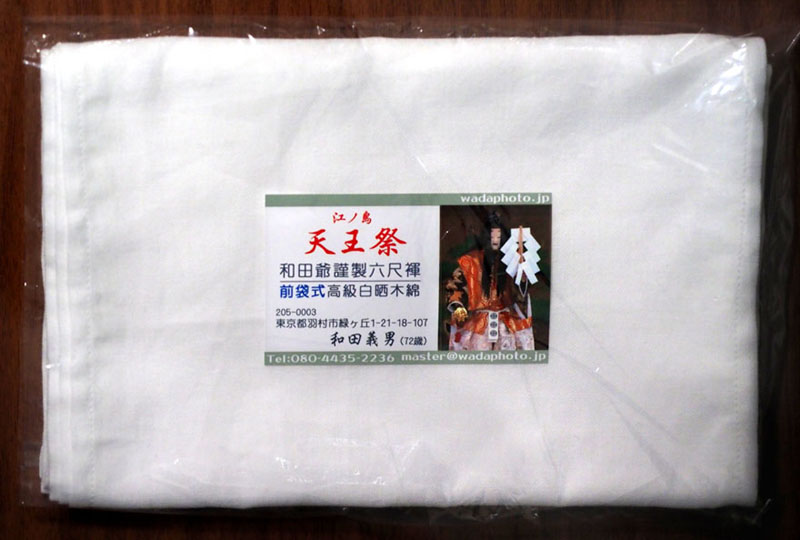 wadaphoto.jp
江ノ島
天王祭
和田爺謹製六尺褌
前袋式高級白晒木綿
205-0003
東京都羽村市緑ヶ丘1-21-18-107
和田義男(72歳)
Tel:080-4435-2236 master@wadaphoto.jp